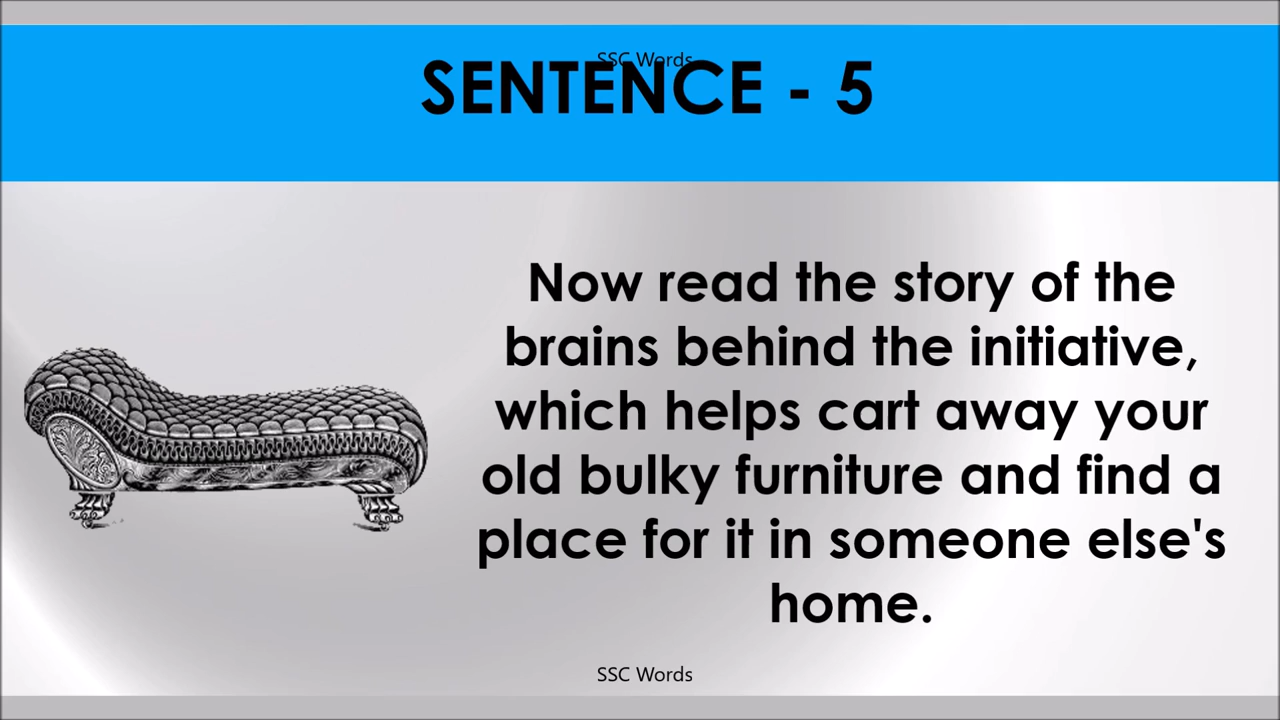 SSC Words
SENTENCE - 5
Now read the story of the
brains behind the initiative,
which helps cart away your
old bulky furniture and find a
place for it in someone else's
home.
SSC Words